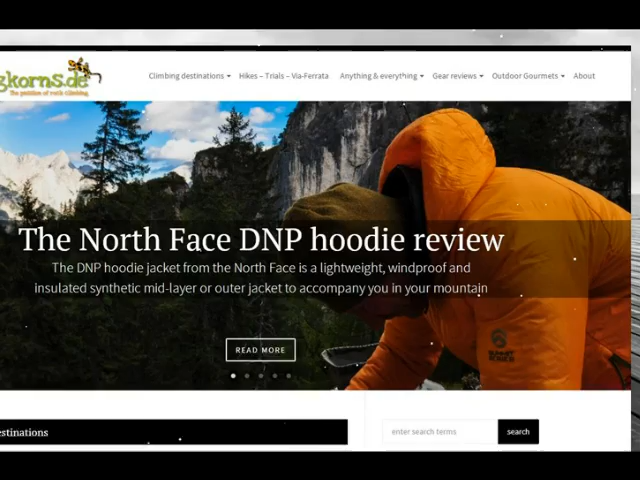 gkorns.de
The passion of rock climbing.
Climbing destinations
Hikes – Trials – Via-Ferrata
Anything & everything
Gear reviews
Outdoor Gourmets
About
The North Face DNP hoodie review
The DNP hoodie jacket from the North Face is a lightweight, windproof and
insulated synthetic mid-layer or outer jacket to accompany you in your mountain
SUMMIT
SERIES
READ MORE
estinations
enter search terms
search